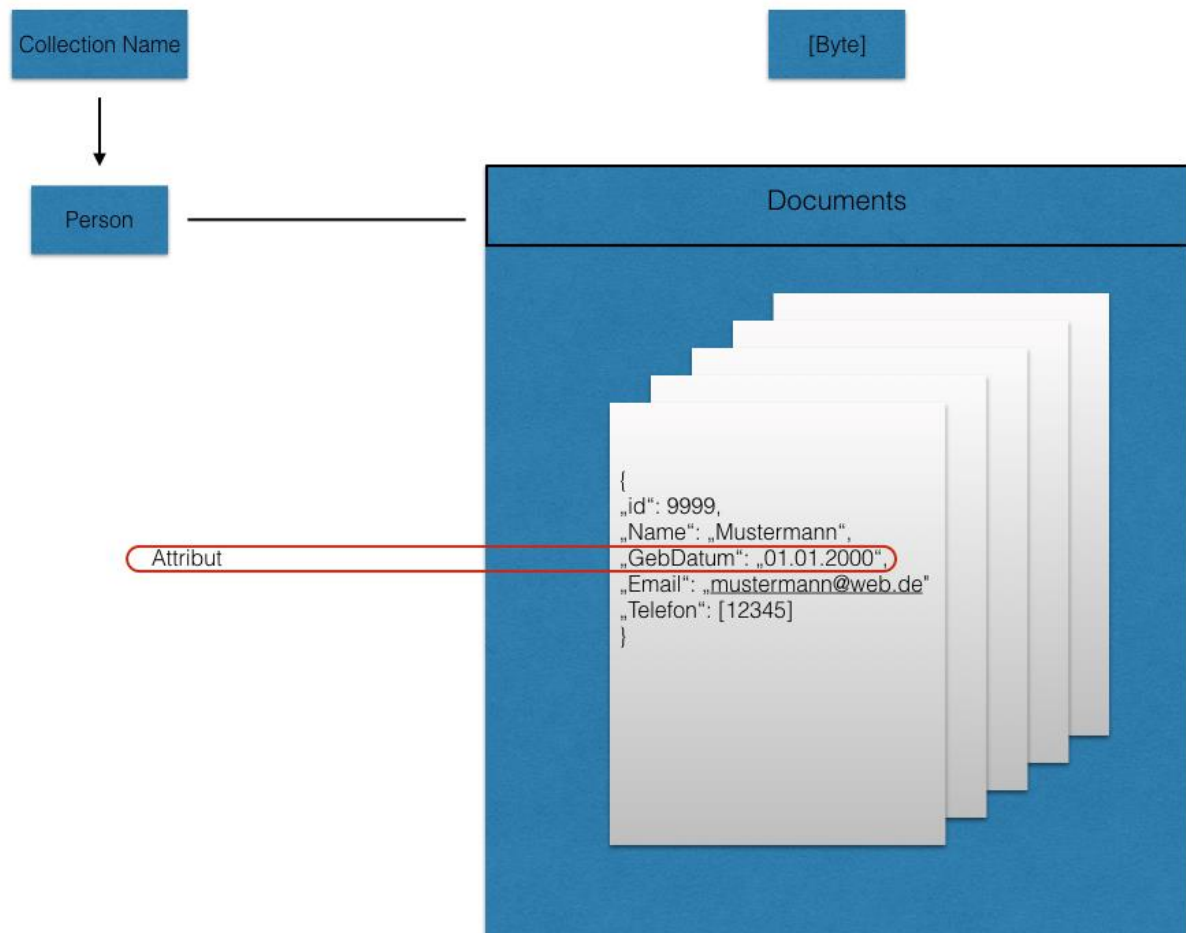 Collection Name
[Byte]
Person
Documents
{
„id“: 9999,
„Name“: „Mustermann“,
Attribut
„GebDatum“: „01.01.2000“,
„Email“: „mustermann@web.de"
„Telefon“: [12345]
}